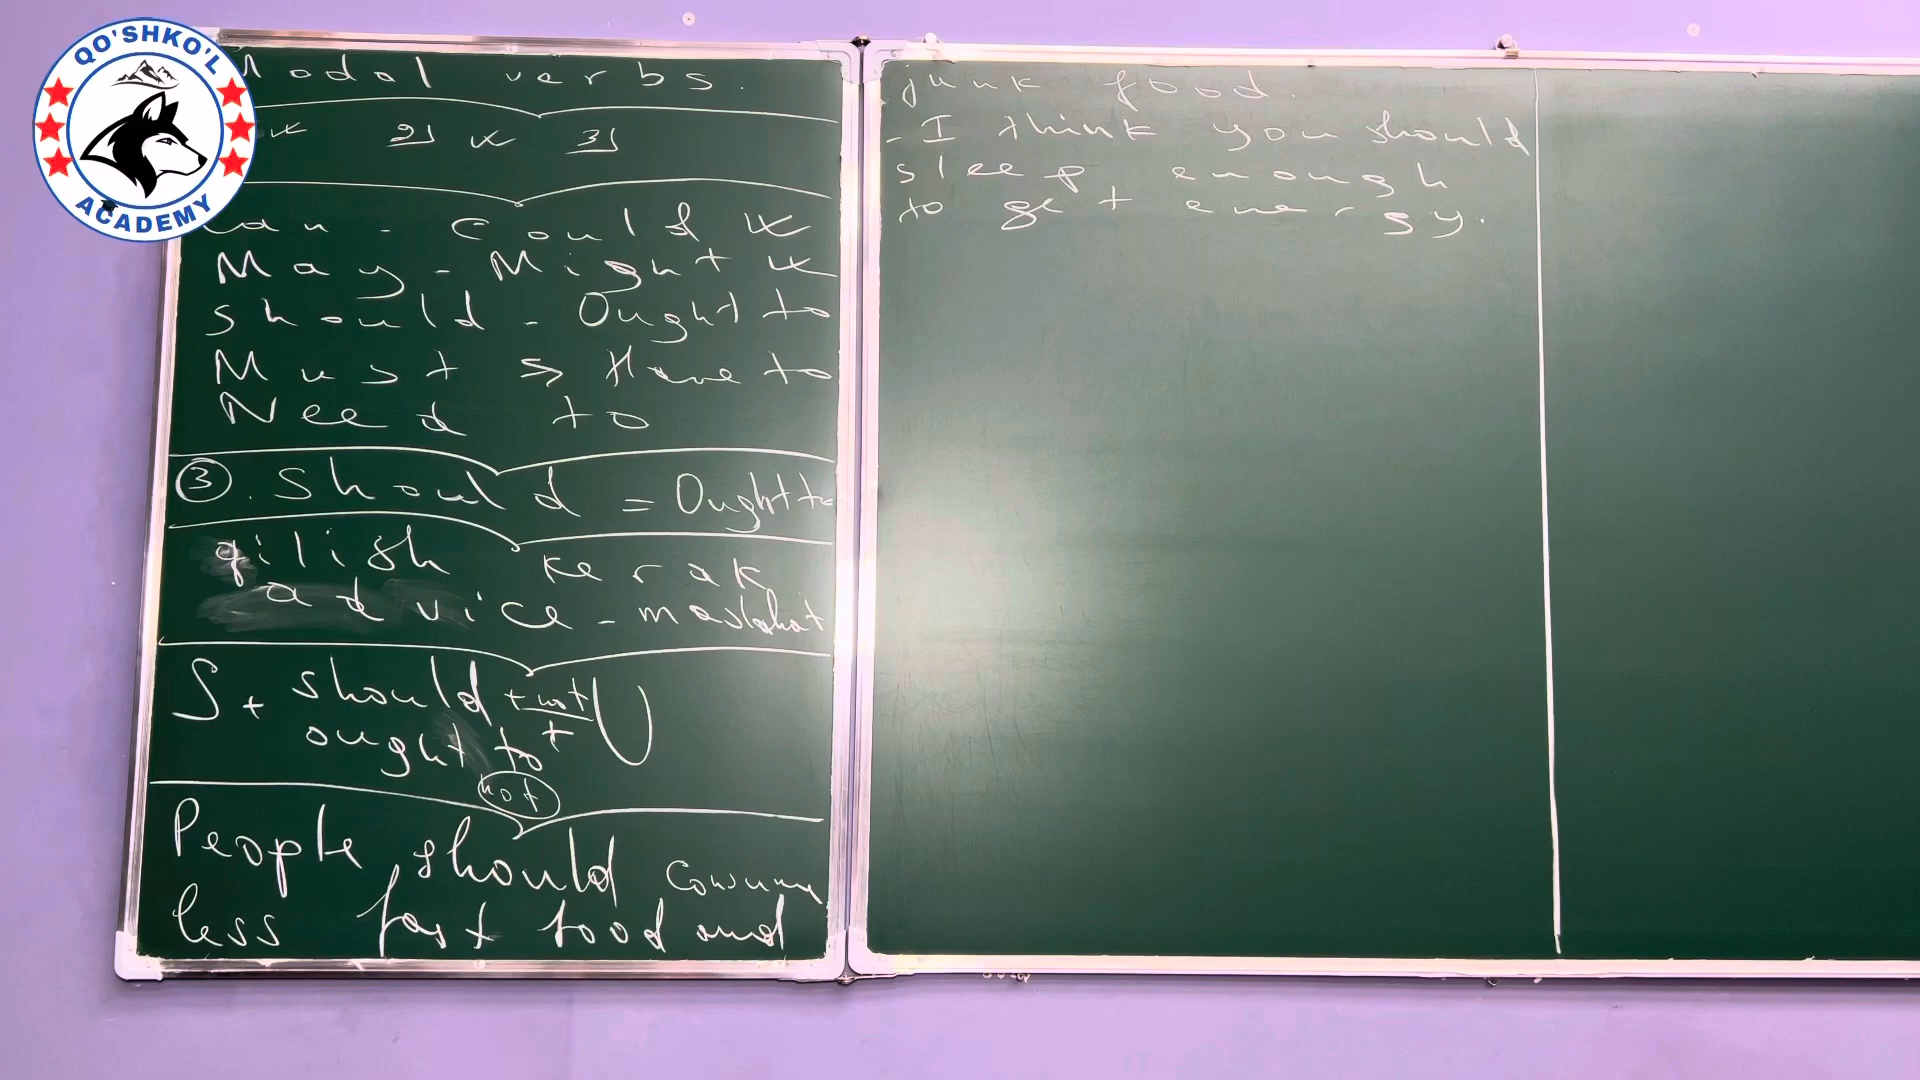 QO'SHKO'L
ACADEMY
Modal verbs.
2) 3)
can - Could
May - Might
should - Ought to
Must → Have to
Need to
3. Should = Ought to
qilish kerak
advice - maslahat
S + should + not
ought to + V
not
People should consume
less fast food and
junk food.
- I think you should
sleep enough
to get energy.